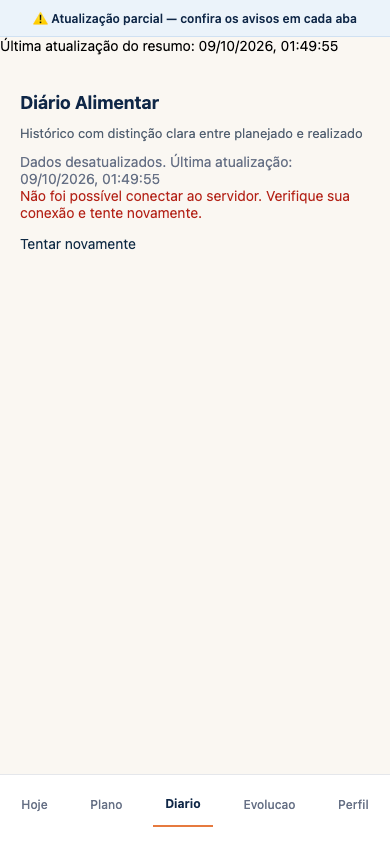 ⚠️ Atualização parcial — confira os avisos em cada aba
Última atualização do resumo: 09/10/2026, 01:49:55
Diário Alimentar
Histórico com distinção clara entre planejado e realizado
Dados desatualizados. Última atualização:
09/10/2026, 01:49:55
Não foi possível conectar ao servidor. Verifique sua
conexão e tente novamente.
Tentar novamente
Hoje Plano Diario Evolucao Perfil